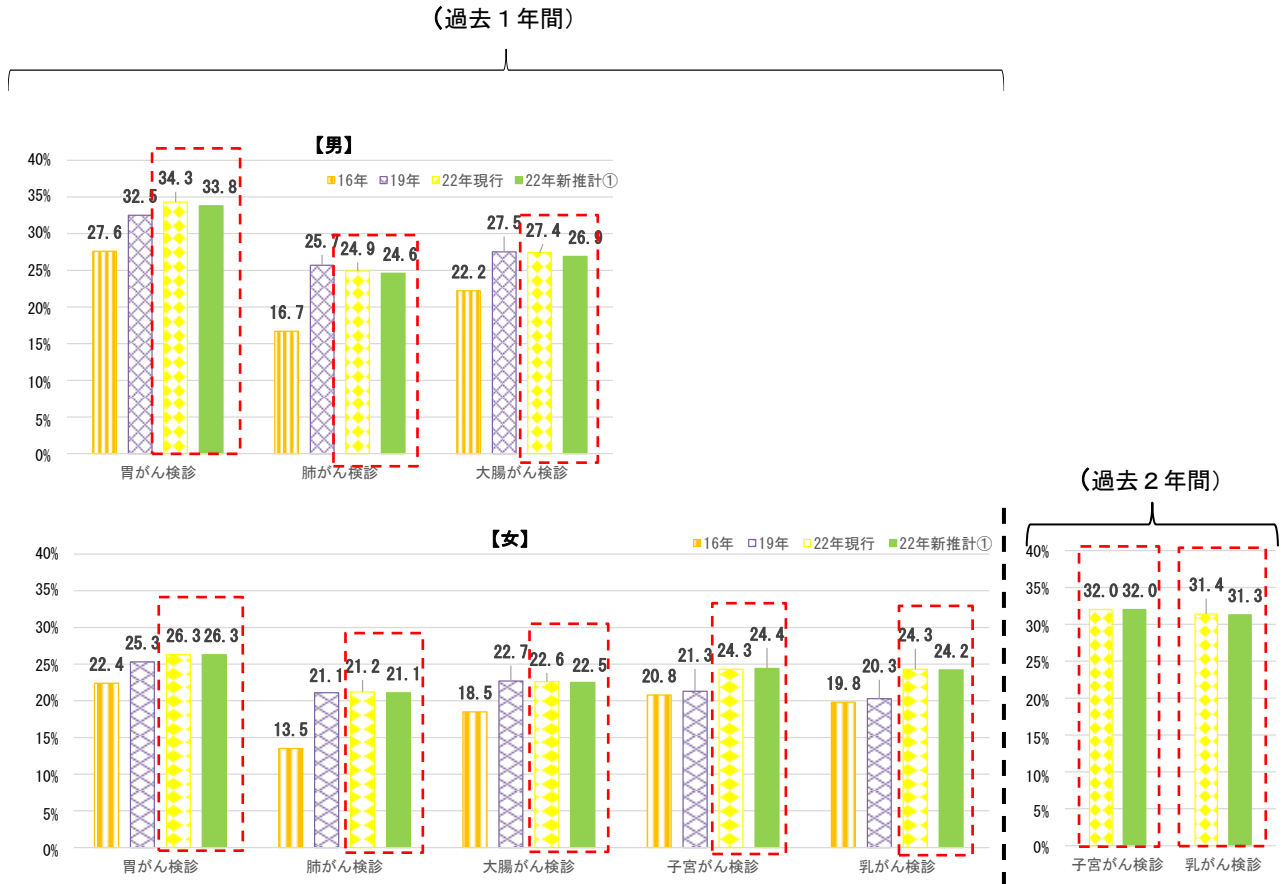 (過去1年間)
【男】
16年 19年 22年現行 22年新推計①
40%
35%
30%
25%
20%
15%
10%
5%
0%
27.6 32.5 34.3 33.8
16.7 25.7 24.9 24.6
22.2 27.5 27.4 26.9
胃がん検診 肺がん検診 大腸がん検診
【女】
16年 19年 22年現行 22年新推計①
40%
35%
30%
25%
20%
15%
10%
5%
0%
22.4 25.3 26.3 26.3
13.5 21.1 21.2 21.1
18.5 22.7 22.6 22.5
20.8 21.3 24.3 24.4
19.8 20.3 24.3 24.2
胃がん検診 肺がん検診 大腸がん検診 子宮がん検診 乳がん検診
(過去2年間)
40%
35%
30%
25%
20%
15%
10%
5%
0%
32.0 32.0
31.4 31.3
子宮がん検診 乳がん検診